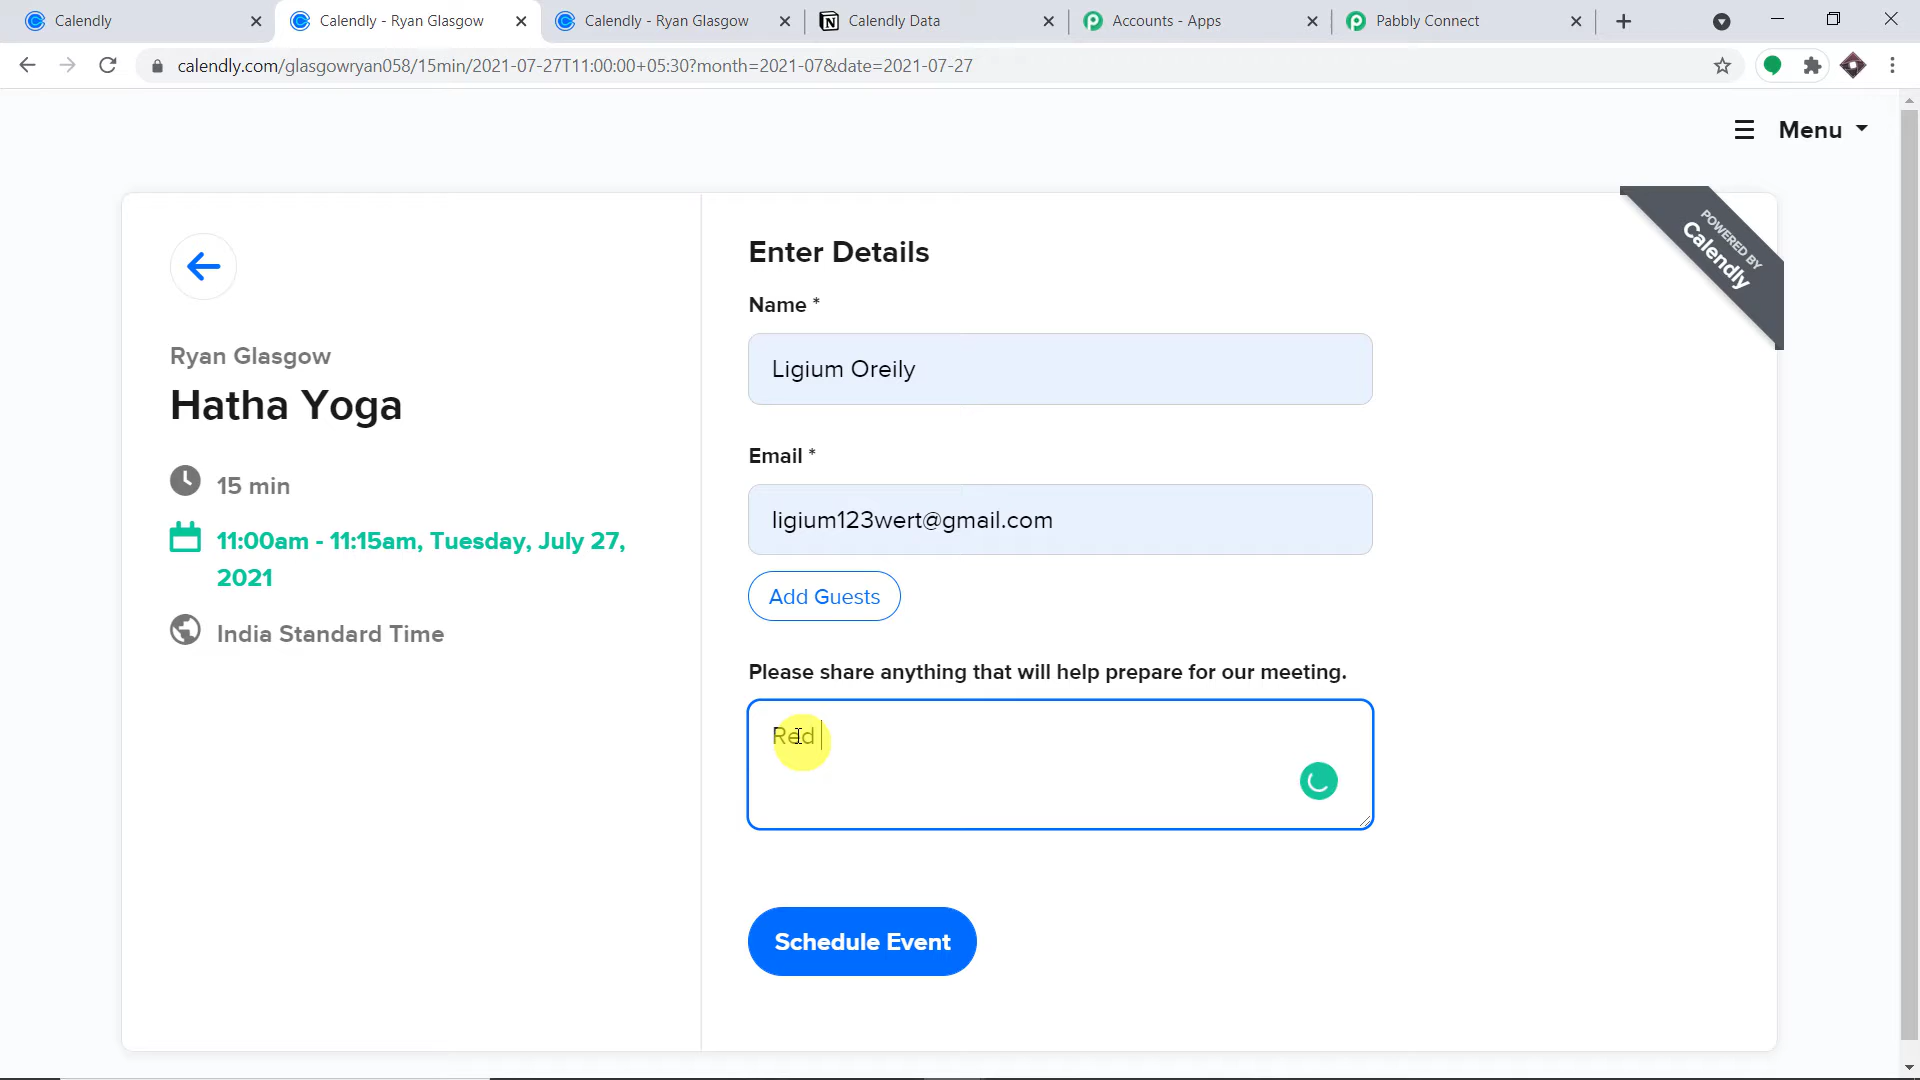 Calendly
Calendly - Ryan Glasgow
Calendly - Ryan Glasgow
Calendly Data
Accounts - Apps
Pabbly Connect
calendly.com/glasgowryan058/15min/2021-07-27T11:00:00+05:30?month=2021-07&date=2021-07-27
Menu
POWERED BY
Calendly
Ryan Glasgow
Hatha Yoga
15 min
11:00am - 11:15am, Tuesday, July 27,
2021
India Standard Time
Enter Details
Name *
Ligium Oreily
Email *
ligium123wert@gmail.com
Add Guests
Please share anything that will help prepare for our meeting.
Red
Schedule Event